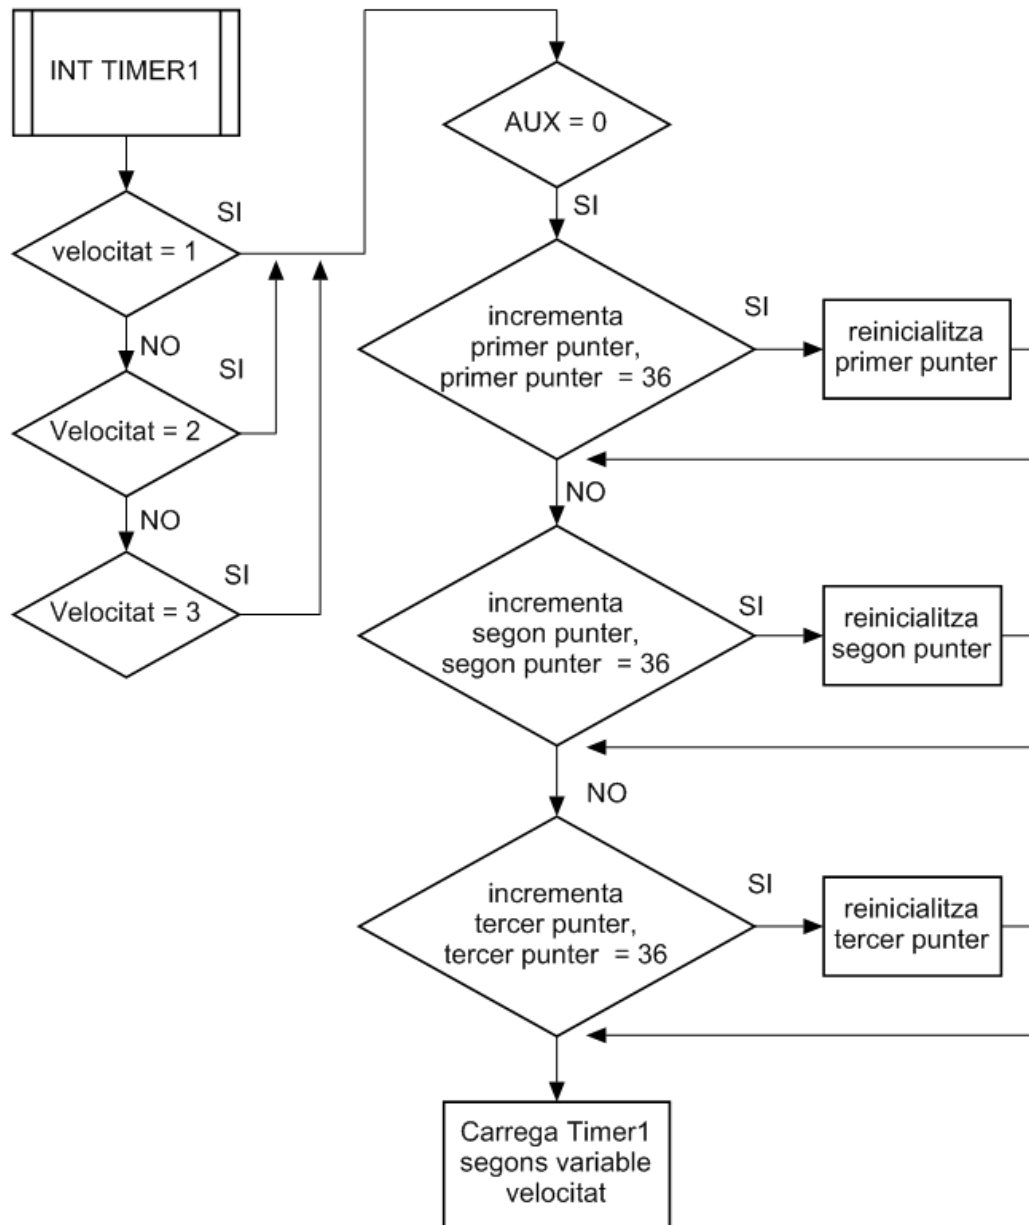 INT TIMER1
SI
velocitat = 1
NO
SI
Velocitat = 2
NO
SI
Velocitat = 3
AUX = 0
SI
incrementa
primer punter,
primer punter = 36
SI
reinicialitza
primer punter
NO
incrementa
segon punter,
segon punter = 36
SI
reinicialitza
segon punter
NO
incrementa
tercer punter,
tercer punter = 36
SI
reinicialitza
tercer punter
Carrega Timer1
segons variable
velocitat